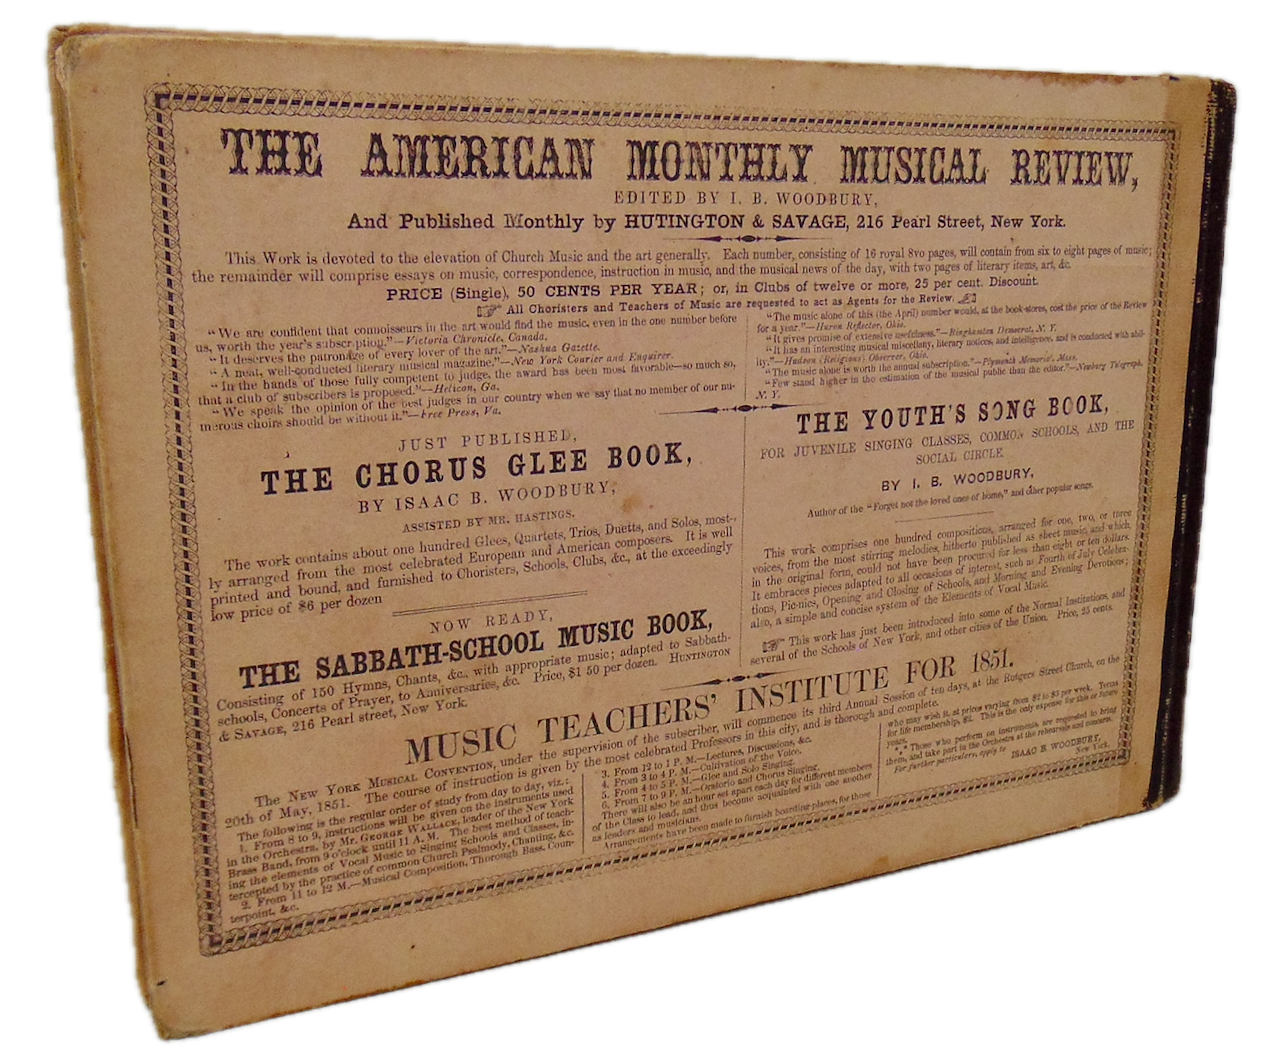 THE AMERICAN MONTHLY MUSICAL REVIEW,
EDITED BY I. B. WOODBURY,
And Published Monthly by HUTINGTON & SAVAGE, 216 Pearl Street, New York.
This Work is devoted to the elevation of Church Music and the art generally. Each number, consisting of 16 royal 8vo pages, will contain from six to eight pages of music;
the remainder will comprise essays on music, correspondence, instruction in music, and the musical news of the day, with two pages of literary items, art, &c.
PRICE (Single), 50 CENTS PER YEAR; or, in Clubs of twelve or more, 25 per cent. Discount.
☞ All Choristers and Teachers of Music are requested to act as Agents for the Review. ☜
"We are confident that connoisseurs in the art would find the music, even in the one number before
us, worth the year's subscription."—Victoria Chronicle, Canada.
"It deserves the patronage of every lover of the art."—Nashua Gazette.
"A neat, well-conducted literary musical magazine."—New York Courier and Enquirer.
"In the hands of those fully competent to judge, the award has been most favorable—so much so,
that a club of subscribers is proposed."—Helicon, Ga.
"We speak the opinion of the best judges in our country when we say that no member of our nu-
merous choirs should be without it."—Free Press, Va.
"The music alone of this (the April) number would, at the book-stores, cost the price of the Review
for a year."—Huron Reflector, Ohio.
"It gives promise of extensive usefulness."—Binghamton Democrat, N. Y.
"It has an interesting musical miscellany, literary notices, and intelligence, and is conducted with abil-
ity."—Hudson (Religious) Observer, Ohio.
"The music alone is worth the annual subscription."—Plymouth Memorial, Mass.
"Few stand higher in the estimation of the musical public than the editor."—Newburg Telegraph,
N. Y.
JUST PUBLISHED,
THE CHORUS GLEE BOOK,
BY ISAAC B. WOODBURY,
ASSISTED BY MR. HASTINGS.
The work contains about one hundred Glees, Quartets, Trios, Duetts, and Solos, most-
ly arranged from the most celebrated European and American composers. It is well
printed and bound, and furnished to Choristers, Schools, Clubs, &c., at the exceedingly
low price of $6 per dozen
NOW READY,
THE SABBATH-SCHOOL MUSIC BOOK,
Consisting of 150 Hymns, Chants, &c., with appropriate music; adapted to Sabbath-
schools, Concerts of Prayer, to Anniversaries, &c. Price, $1 50 per dozen. HUNTINGTON
& SAVAGE, 216 Pearl street, New York.
THE YOUTH'S SONG BOOK,
FOR JUVENILE SINGING CLASSES, COMMON SCHOOLS, AND THE
SOCIAL CIRCLE.
BY I. B. WOODBURY,
Author of the "Forget not the loved ones of home," and other popular songs.
This work comprises one hundred compositions, arranged for one, two, or three
voices, from the most stirring melodies, hitherto published as sheet music, and which,
in the original form, could not have been procured for less than eight or ten dollars.
It embraces pieces adapted to all occasions of interest, such as Fourth of July Celebra-
tions, Pic-nics, Opening and Closing of Schools, and Morning and Evening Devotions;
also, a simple and concise system of the Elements of Vocal Music.
☞ This work has just been introduced into some of the Normal Institutions, and
several of the Schools of New York, and other cities of the Union. Price, 25 cents.
MUSIC TEACHERS' INSTITUTE FOR 1851.
The NEW YORK MUSICAL CONVENTION, under the supervision of the subscriber, will commence its third Annual Session of ten days, at the Rutgers Street Church, on the
20th of May, 1851. The course of instruction is given by the most celebrated Professors in this city, and is thorough and complete.
The following is the regular order of study from day to day, viz.:
1. From 8 to 9, instructions will be given on the instruments used
in the Orchestra, by Mr. GEORGE WALLACE, leader of the New York
Brass Band, from 9 o'clock until 11 A. M. The best method of teach-
ing the elements of Vocal Music to Singing Schools and Classes, in-
tercepted by the practice of common Church Psalmody, Chanting, &c.
2. From 11 to 12 M.—Musical Composition, Thorough Bass, Coun-
terpoint, &c.
3. From 12 to 1 P. M.—Lectures, Discussions, &c.
4. From 3 to 4 P. M.—Cultivation of the Voice.
5. From 4 to 5 P. M.—Glee and Solo Singing.
6. From 7 to 9 P. M.—Oratorio and Chorus Singing.
There will also be an hour set apart each day for different members
of the Class to lead, and thus become acquainted with one another
as leaders and musicians.
Arrangements have been made to furnish boarding places, for those
who may wish it, at prices varying from $2 to $5 per week. Terms
for life membership, $2. This is the only expense for this or future
years.
*** Those who perform on instruments, are requested to bring
them, and take part in the Orchestra at the rehearsals and concerts.
For further particulars, apply to ISAAC B WOODBURY,
New York.